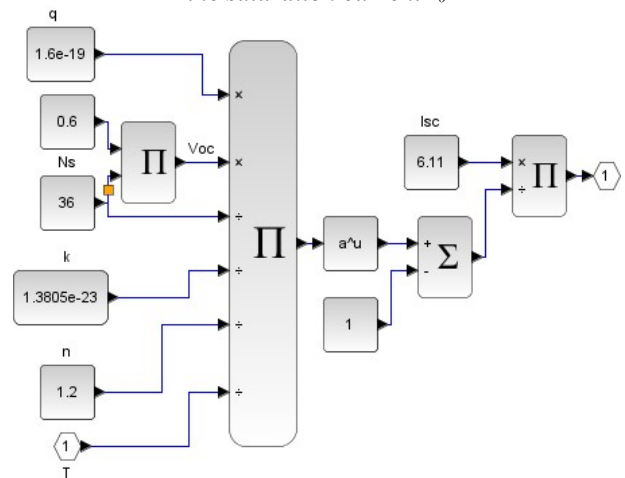 q
1.6e-19
0.6
Π
Voc
Ns
36
k
1.3805e-23
n
1.2
1
T
×
×
÷
÷
÷
÷
Π
a^u
1
+
-
Σ
Isc
6.11
×
÷
Π
1